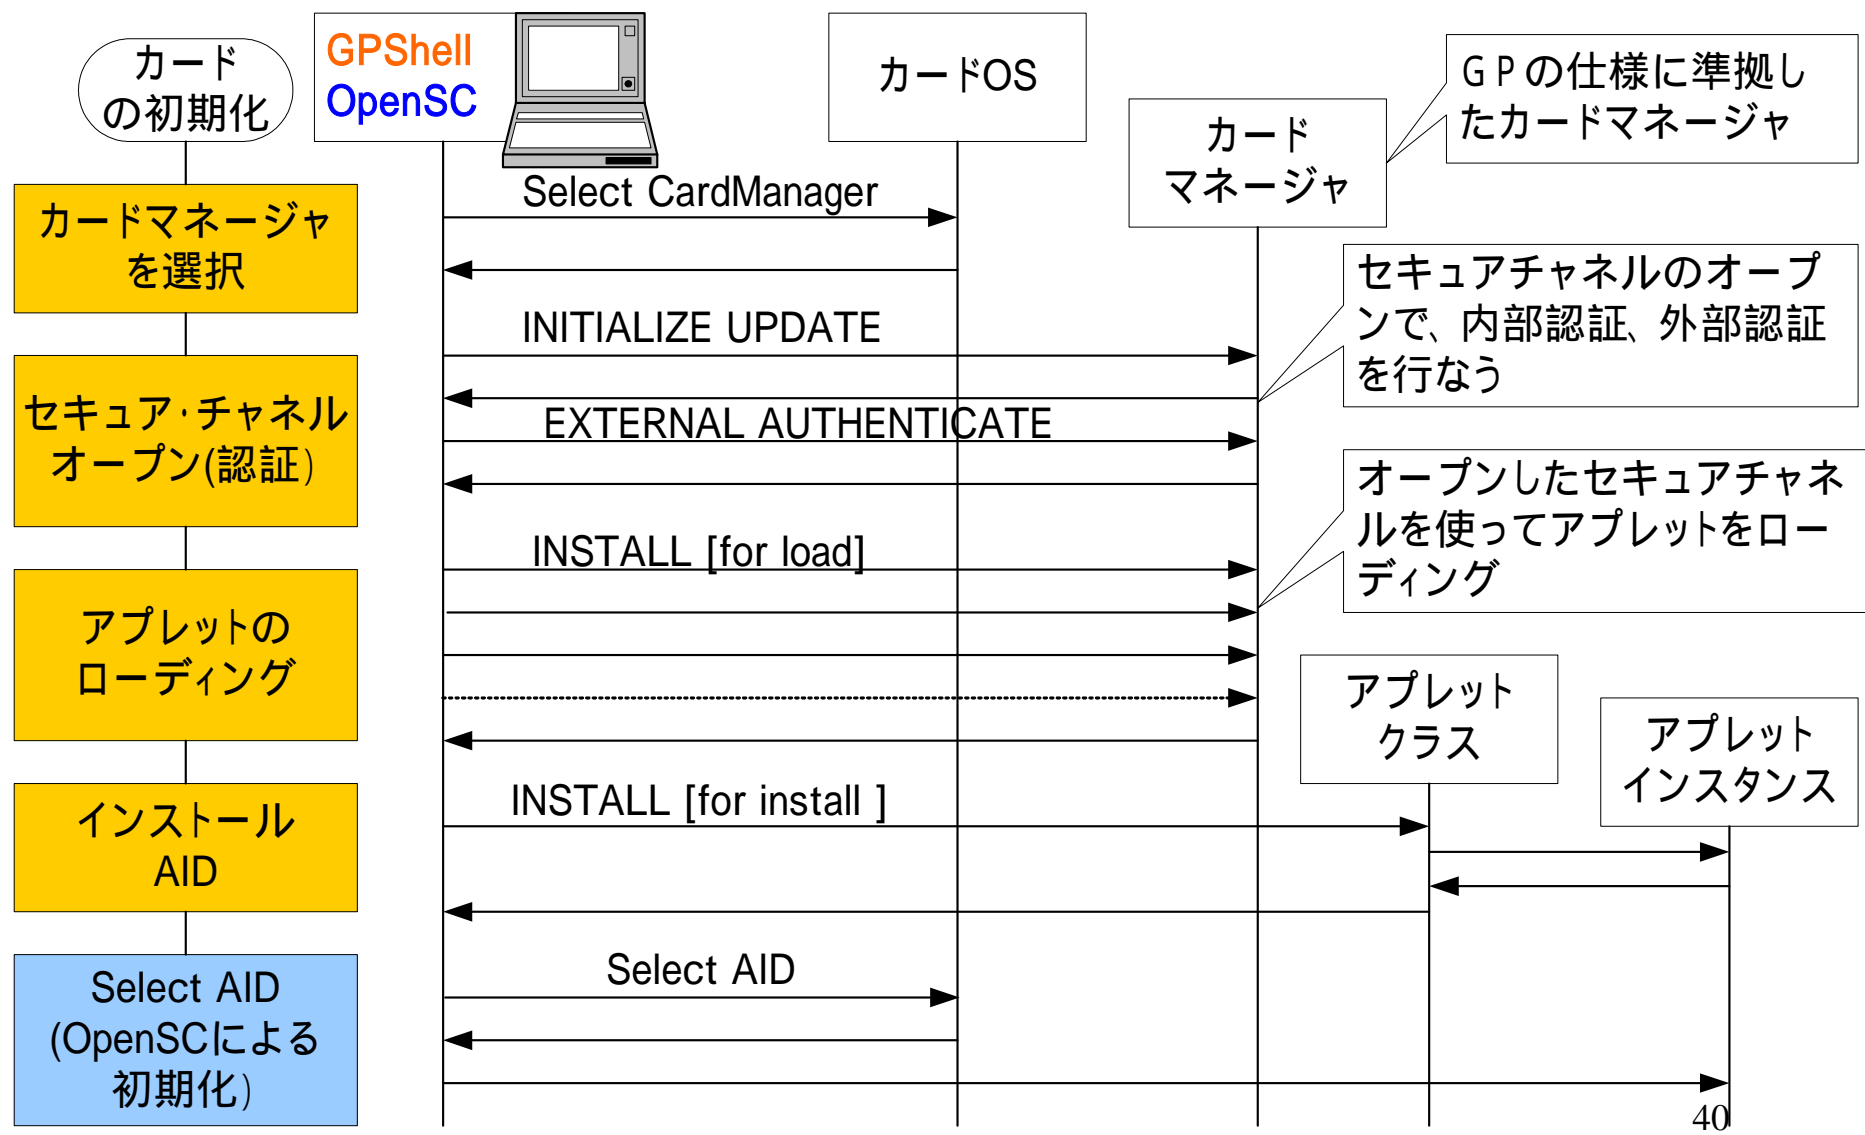 カード
の初期化
GPShell
OpenSC
カードOS
カード
マネージャ
ＧＰの仕様に準拠し
たカードマネージャ
カードマネージャ
を選択
Select CardManager
INITIALIZE UPDATE
セキュアチャネルのオープ
ンで、内部認証、外部認証
を行なう
セキュア・チャネル
オープン(認証)
EXTERNAL AUTHENTICATE
オープンしたセキュアチャネ
ルを使ってアプレットをロー
ディング
INSTALL [for load]
アプレットの
ローディング
アプレット
クラス
アプレット
インスタンス
インストール
AID
INSTALL [for install ]
Select AID
Select AID
(OpenSCによる
初期化)
40